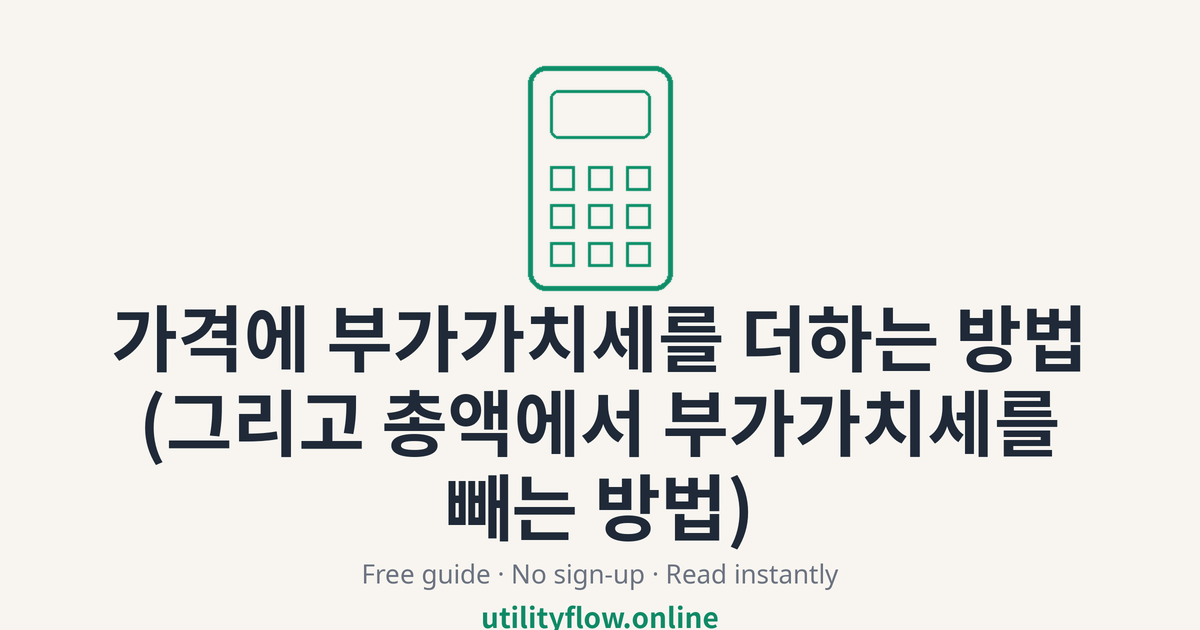 가격에 부가가치세를 더하는 방법
(그리고 총액에서 부가가치세를
빼는 방법)
Free guide · No sign-up · Read instantly
utilityflow.online